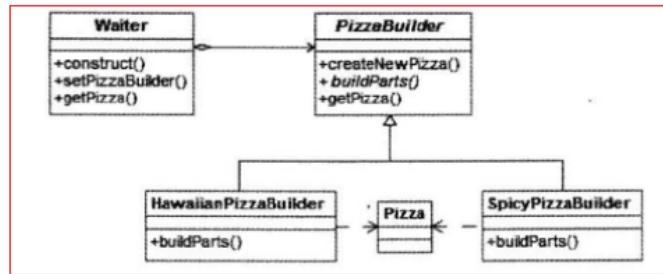 Waiter
+construct()
+setPizzaBuilder()
+getPizza()
PizzaBuilder
+createNewPizza()
+ buildParts()
+getPizza()
HawaiianPizzaBuilder
+buildParts()
Pizza
SpicyPizzaBuilder
+buildParts()